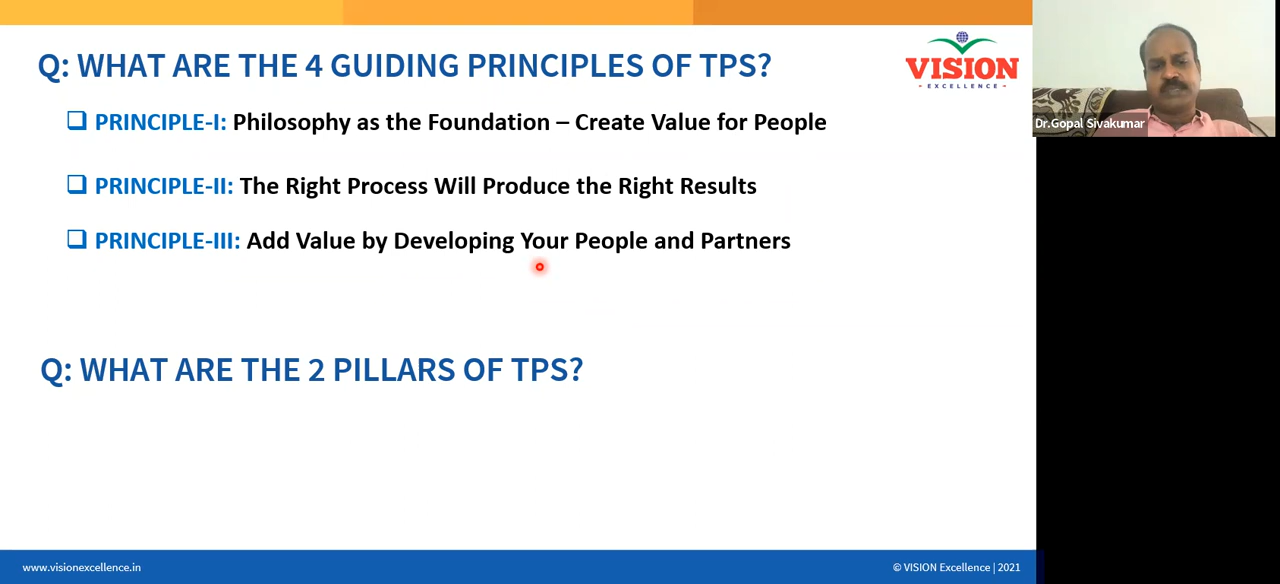 Q: WHAT ARE THE 4 GUIDING PRINCIPLES OF TPS?
VISION
- EXCELLENCE -
Dr.Gopal Sivakumar
PRINCIPLE-I: Philosophy as the Foundation – Create Value for People
PRINCIPLE-II: The Right Process Will Produce the Right Results
PRINCIPLE-III: Add Value by Developing Your People and Partners
Q: WHAT ARE THE 2 PILLARS OF TPS?
www.visionexcellence.in
© VISION Excellence | 2021